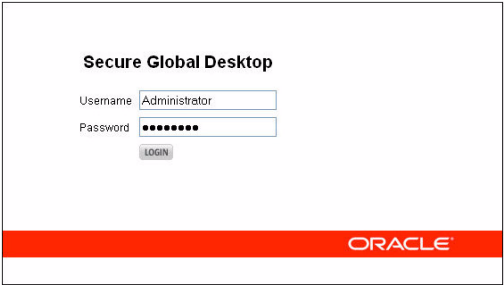 Secure Global Desktop
Username Administrator
Password ●●●●●●●●
LOGIN
ORACLE